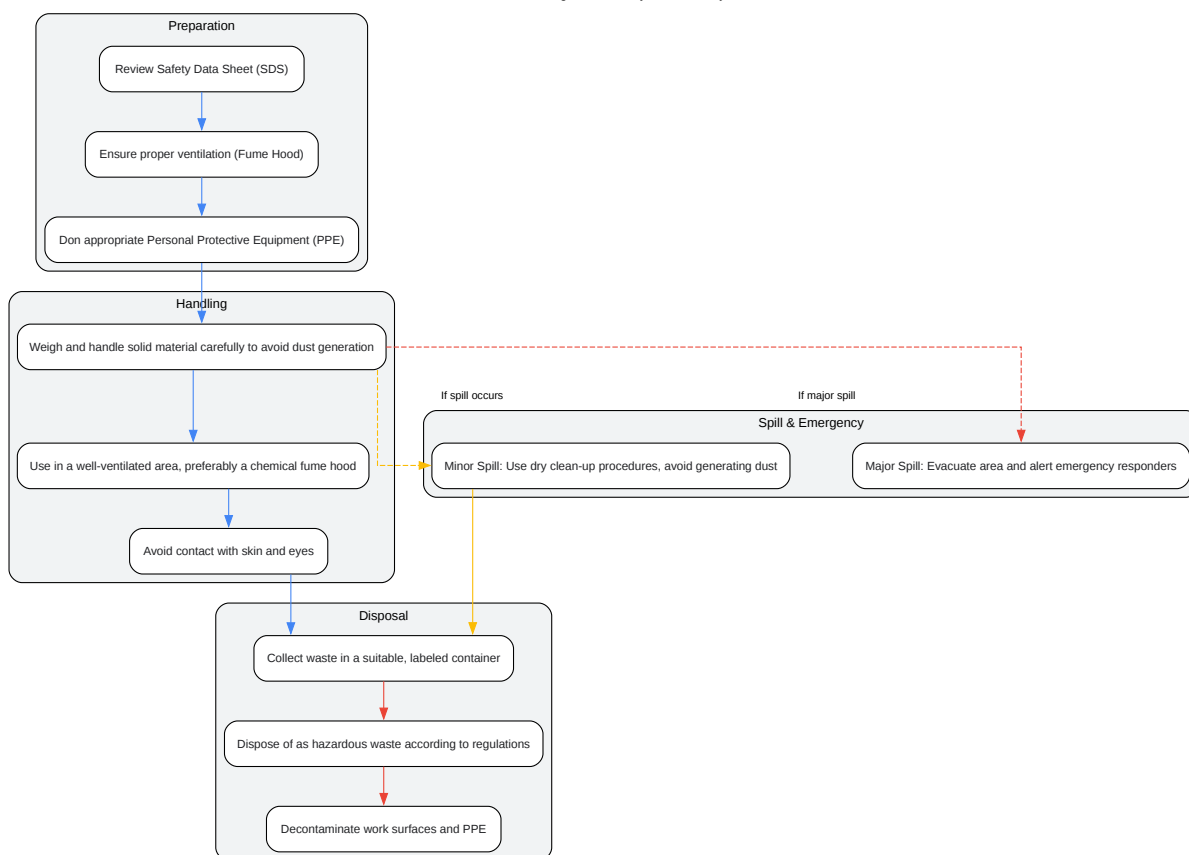 Preparation
Review Safety Data Sheet (SDS)
Ensure proper ventilation (Fume Hood)
Don appropriate Personal Protective Equipment (PPE)
Handling
Weigh and handle solid material carefully to avoid dust generation
If spill occurs
If major spill
Spill & Emergency
Use in a well-ventilated area, preferably a chemical fume hood
Minor Spill: Use dry clean-up procedures, avoid generating dust
Major Spill: Evacuate area and alert emergency responders
Avoid contact with skin and eyes
Disposal
Collect waste in a suitable, labeled container
Dispose of as hazardous waste according to regulations
Decontaminate work surfaces and PPE